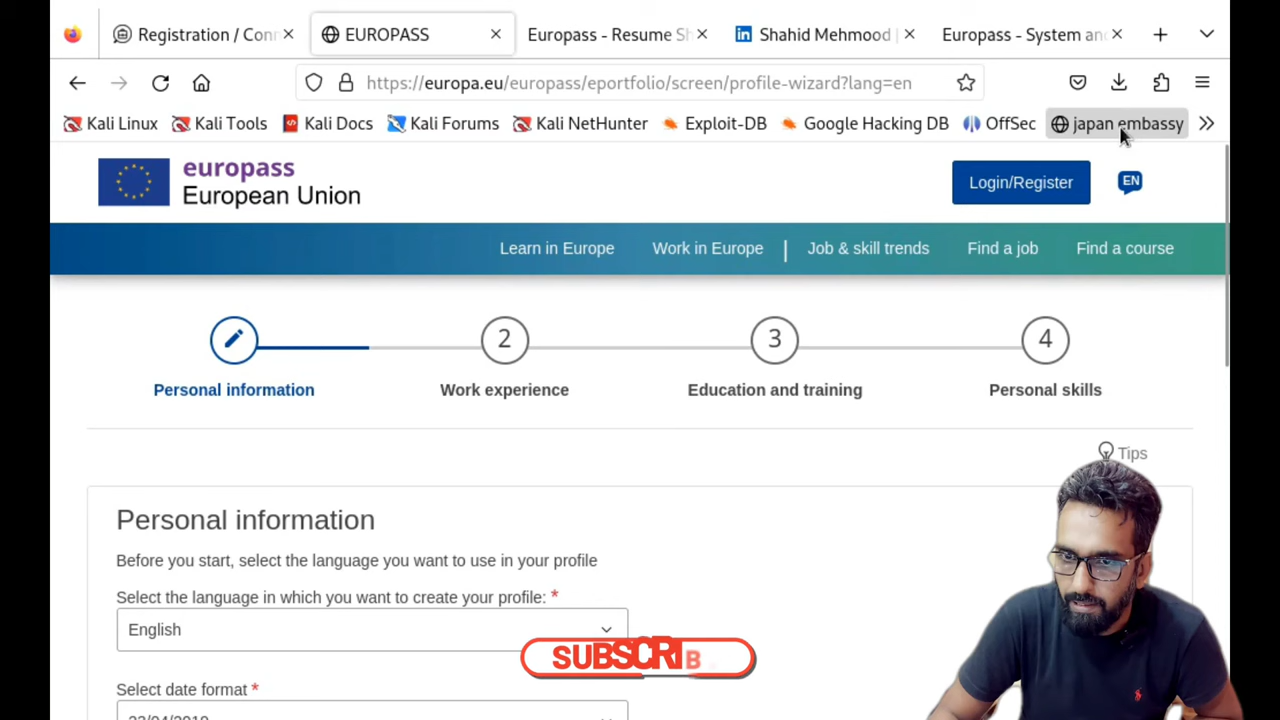 Registration / Con
EUROPASS
Europass - Resume S
Shahid Mehmood |
Europass - System an
https://europa.eu/europass/eportfolio/screen/profile-wizard?lang=en
Kali Linux
Kali Tools
Kali Docs
Kali Forums
Kali NetHunter
Exploit-DB
Google Hacking DB
OffSec
japan embassy
europass
European Union
Login/Register
EN
Learn in Europe
Work in Europe
|
Job & skill trends
Find a job
Find a course
2
3
4
Personal information
Work experience
Education and training
Personal skills
Tips
Personal information
Before you start, select the language you want to use in your profile
Select the language in which you want to create your profile: *
English
SUBSCRIB
Select date format *